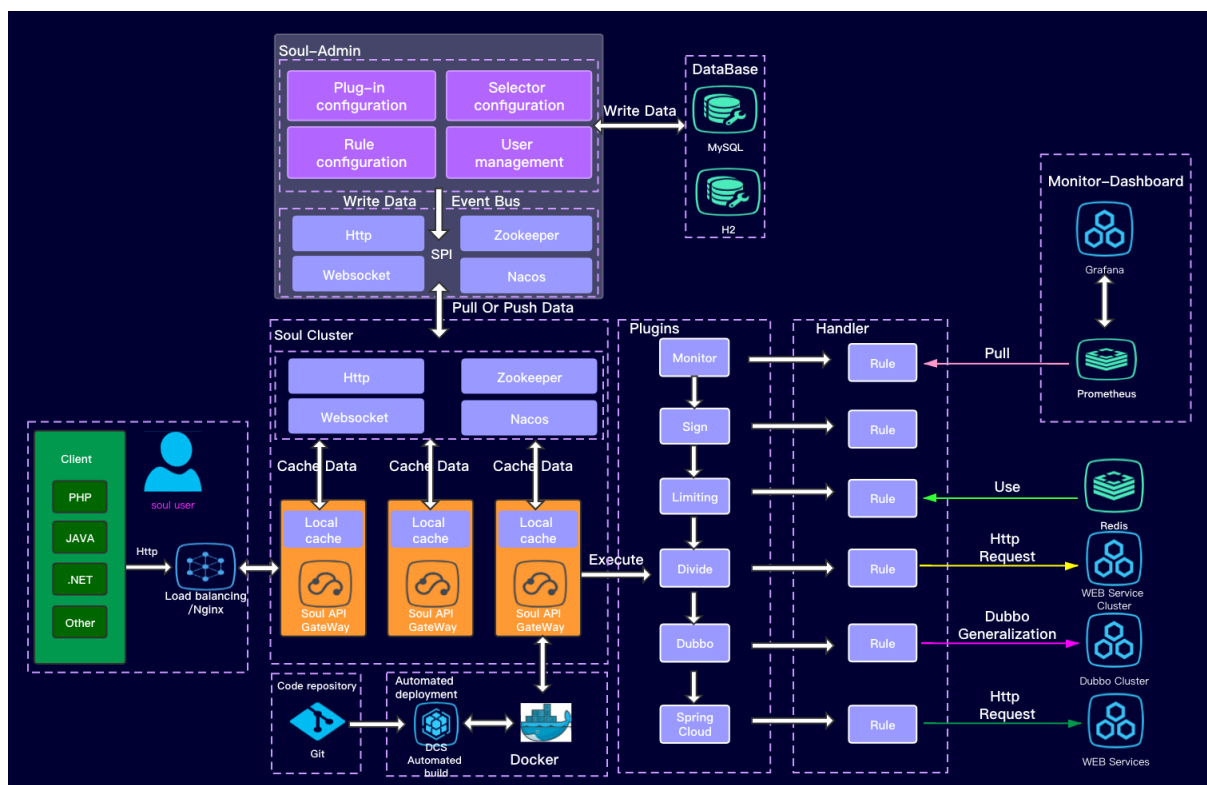 Soul-Admin
Plug-in
configuration
Selector
configuration
Rule
configuration
User
management
Write Data
Event Bus
Http
Zookeeper
SPI
Websocket
Nacos
Write Data
DataBase
MySQL
H2
Monitor-Dashboard
Grafana
Prometheus
Pull Or Push Data
Soul Cluster
Http
Zookeeper
Websocket
Nacos
Cache Data
Cache Data
Cache Data
Local
cache
Local
cache
Local
cache
Soul API
GateWay
Soul API
GateWay
Soul API
GateWay
Client
PHP
JAVA
.NET
Other
soul user
Http
Load balancing
/Nginx
Execute
Code repository
Git
Automated
deployment
DCS
Automated
build
Docker
Plugins
Monitor
Sign
Limiting
Divide
Dubbo
Spring
Cloud
Handler
Rule
Rule
Rule
Rule
Rule
Rule
Pull
Use
Redis
Http
Request
WEB Service
Cluster
Dubbo
Generalization
Dubbo Cluster
Http
Request
WEB Services